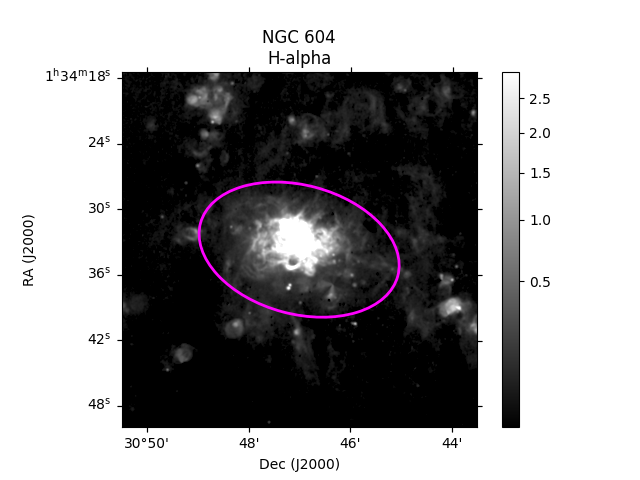 NGC 604
H-alpha
1ʰ34ᵐ18ˢ
24ˢ
30ˢ
36ˢ
42ˢ
48ˢ
RA (J2000)
30°50' 48' 46' 44'
Dec (J2000)
2.5
2.0
1.5
1.0
0.5